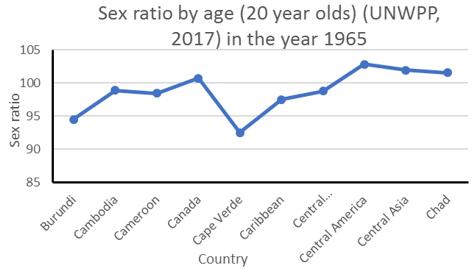 Sex ratio by age (20 year olds) (UNWPP,
2017) in the year 1965
105
100
95
90
85
Sex ratio
Burundi
Cambodia
Cameroon
Canada
Cape Verde
Caribbean
Central...
Central America
Central Asia
Chad
Country